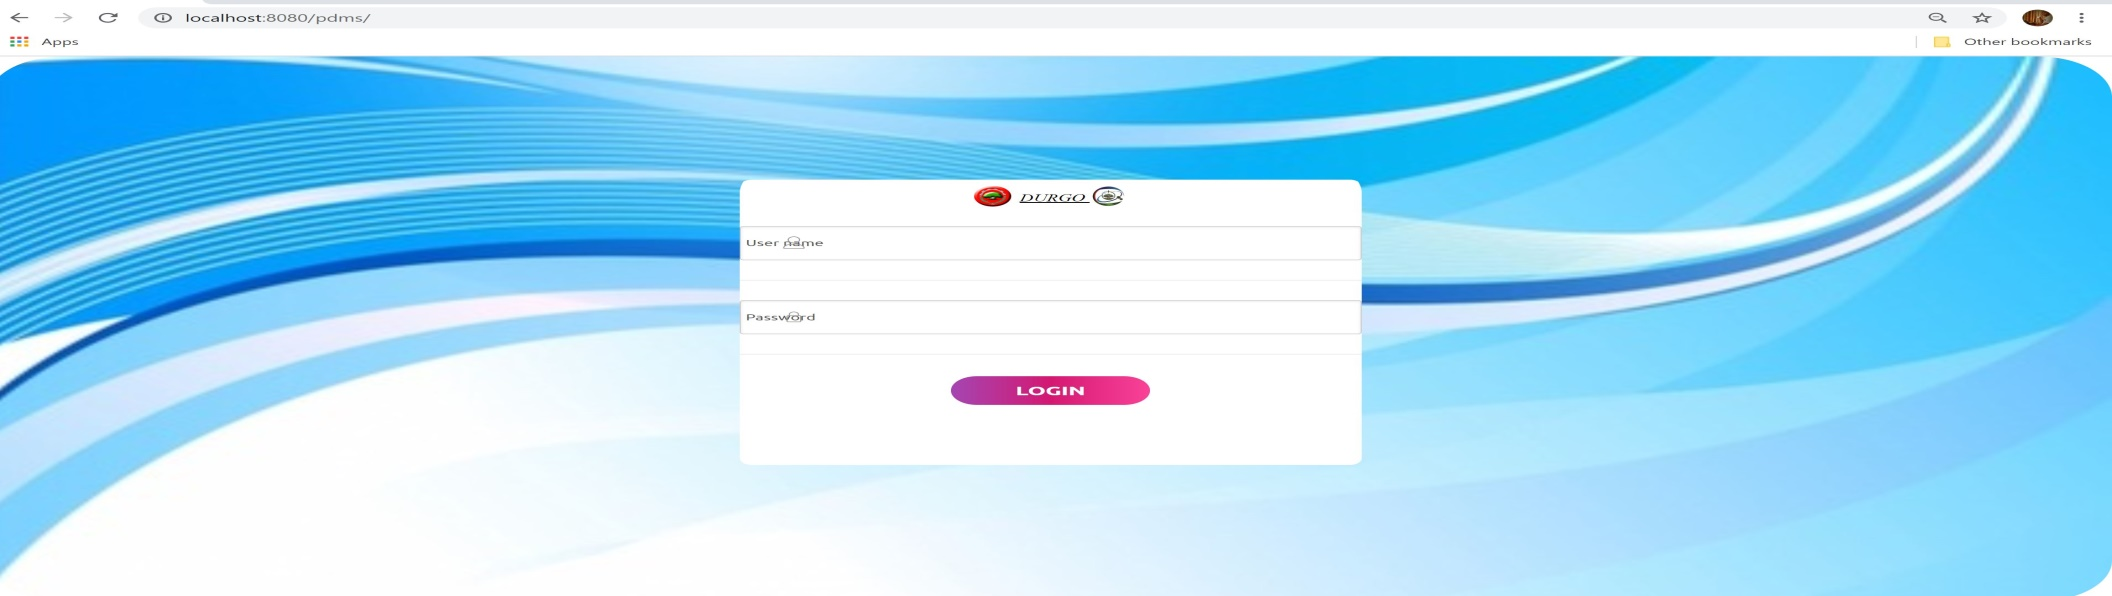 localhost:8080/pdms/
Apps
Other bookmarks
DURGO
User name
Password
LOGIN